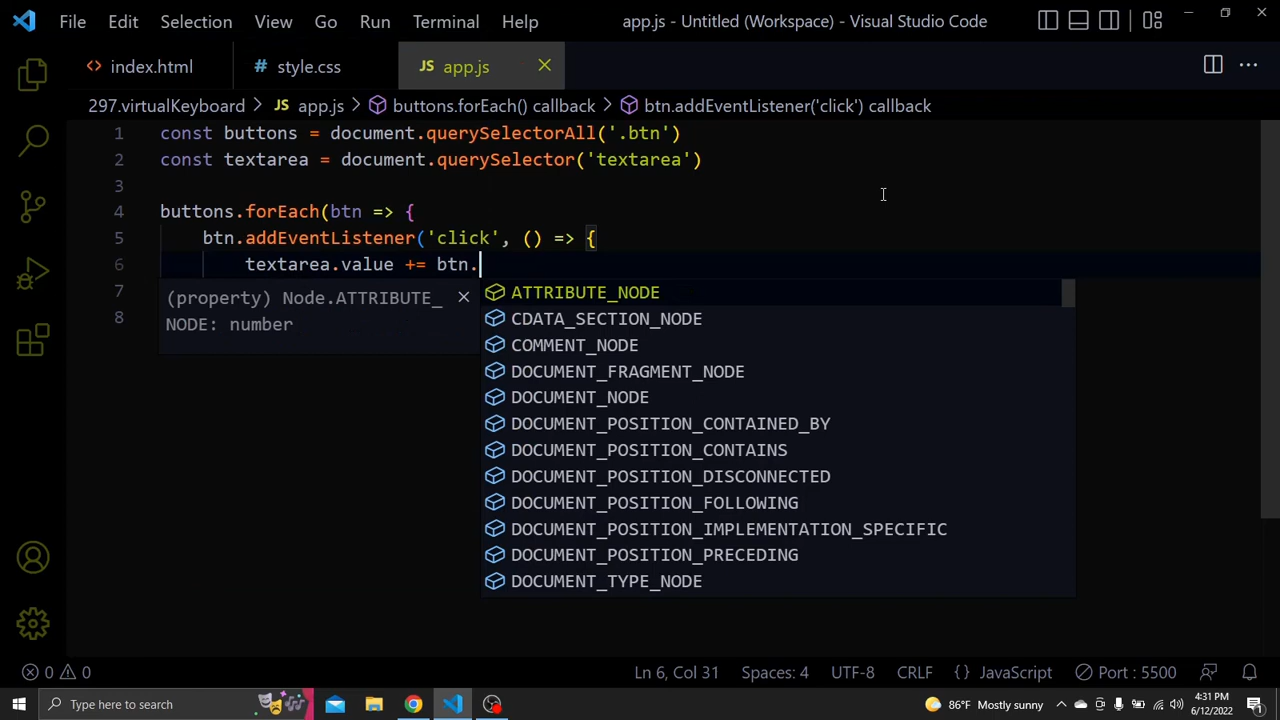 File Edit Selection View Go Run Terminal Help app.js - Untitled (Workspace) - Visual Studio Code
<> index.html # style.css JS app.js
297.virtualKeyboard > JS app.js > buttons.forEach() callback > btn.addEventListener('click') callback
1 const buttons = document.querySelectorAll('.btn')
2 const textarea = document.querySelector('textarea')
3
4 buttons.forEach(btn => {
5 btn.addEventListener('click', () => {
6 textarea.value += btn.
7
8
(property) Node.ATTRIBUTE_
NODE: number
ATTRIBUTE_NODE
CDATA_SECTION_NODE
COMMENT_NODE
DOCUMENT_FRAGMENT_NODE
DOCUMENT_NODE
DOCUMENT_POSITION_CONTAINED_BY
DOCUMENT_POSITION_CONTAINS
DOCUMENT_POSITION_DISCONNECTED
DOCUMENT_POSITION_FOLLOWING
DOCUMENT_POSITION_IMPLEMENTATION_SPECIFIC
DOCUMENT_POSITION_PRECEDING
DOCUMENT_TYPE_NODE
0 0 Ln 6, Col 31 Spaces: 4 UTF-8 CRLF {} JavaScript Port : 5500
Type here to search 86°F Mostly sunny 4:31 PM
6/12/2022 1